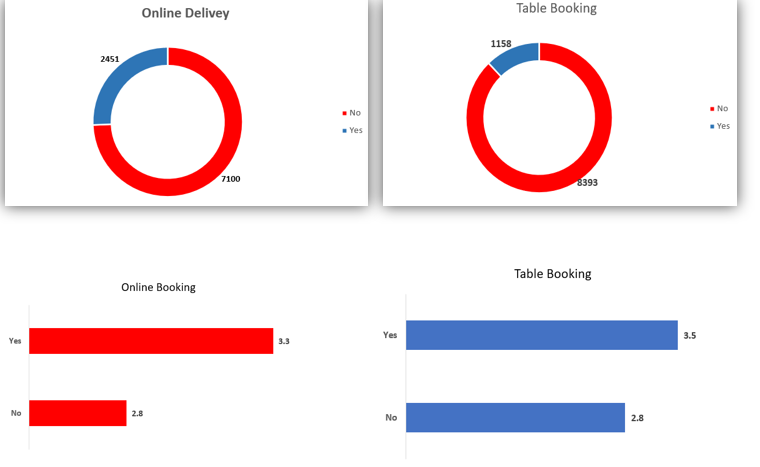 Online Delivey
2451
7100
No
Yes
Table Booking
1158
8393
No
Yes
Online Booking
Yes
3.3
No
2.8
Table Booking
Yes
3.5
No
2.8